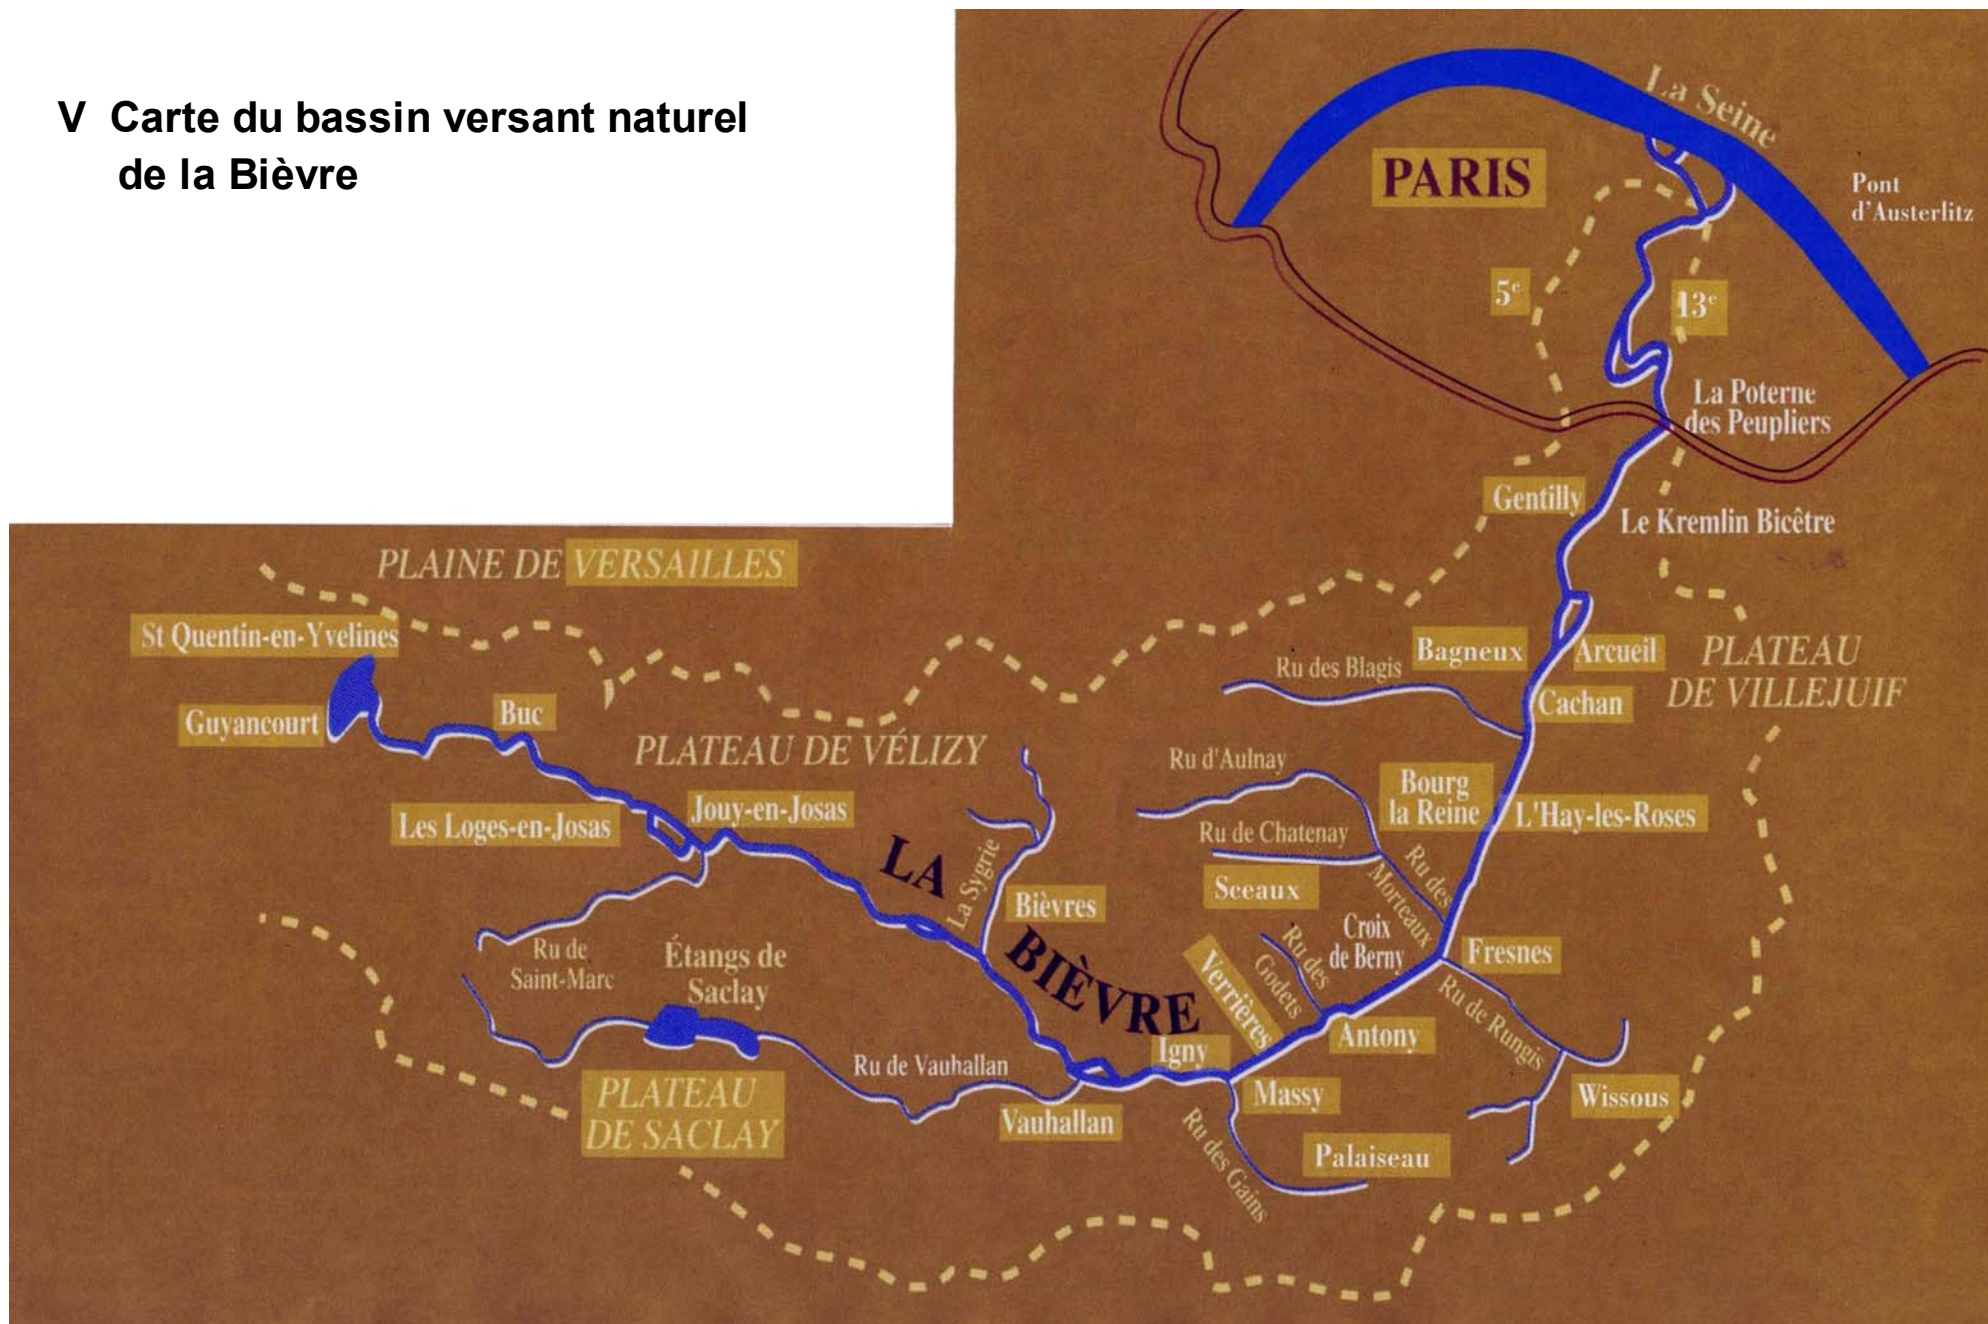 V Carte du bassin versant naturel
de la Bièvre
La Seine
PARIS
Pont
d'Austerlitz
5e
13e
La Poterne
des Peupliers
Gentilly
Le Kremlin Bicêtre
PLAINE DE VERSAILLES
St Quentin-en-Yvelines
Guyancourt
Buc
PLATEAU DE VÉLIZY
Les Loges-en-Josas
Jouy-en-Josas
LA
BIÈVRE
La Sygrie
Bièvres
Ru de
Saint-Marc
Étangs de
Saclay
PLATEAU
DE SACLAY
Ru de Vauhallan
Vauhallan
Igny
Verrières
Massy
Ru des Gains
Palaiseau
Ru des
Godets
Antony
Croix
de Berny
Fresnes
Ru de Rungis
Wissous
Ru des
Morteaux
Sceaux
Ru de Chatenay
Ru d'Aulnay
Bourg
la Reine
L'Hay-les-Roses
Ru des Blagis
Bagneux
Arcueil
Cachan
PLATEAU
DE VILLEJUIF